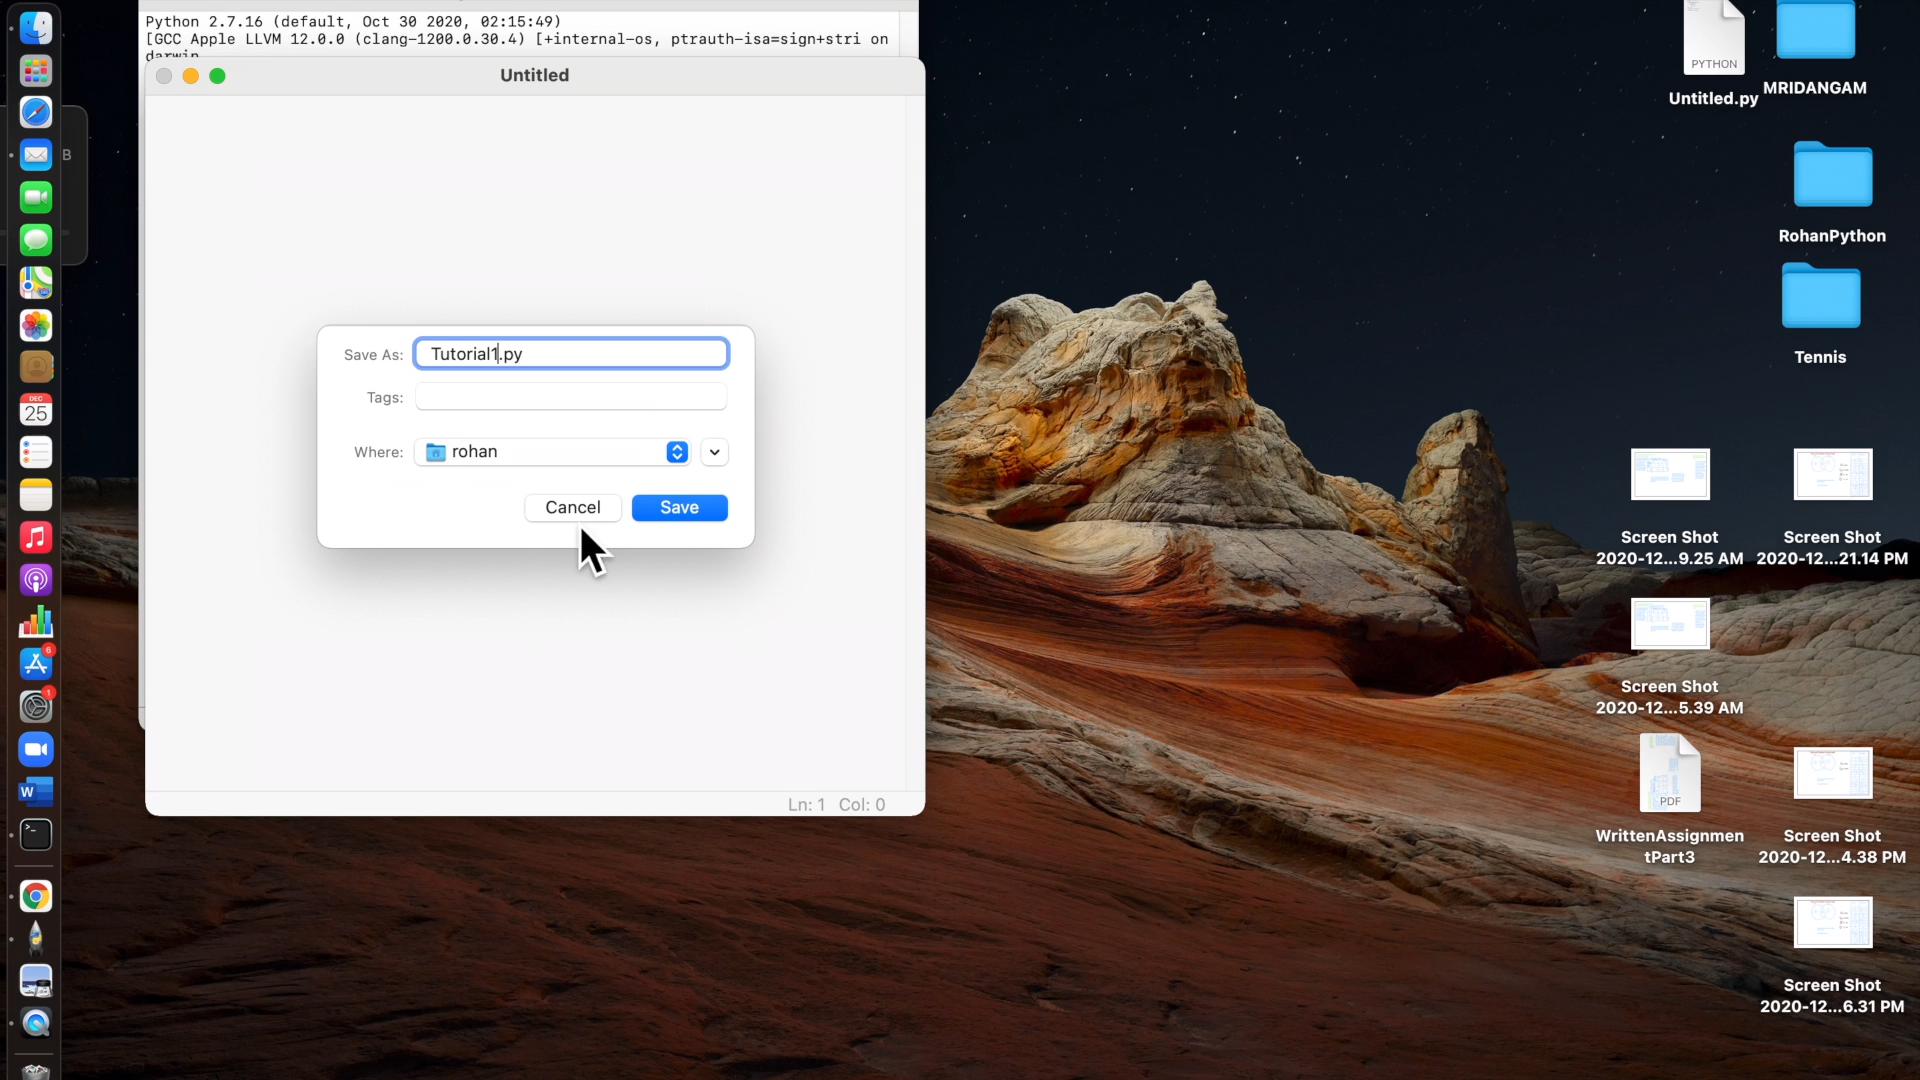 Python 2.7.16 (default, Oct 30 2020, 02:15:49)
[GCC Apple LLVM 12.0.0 (clang-1200.0.30.4) [+internal-os, ptrauth-isa=sign+stri on
darwin
Untitled
Save As: Tutorial1.py
Tags:
Where: rohan
Cancel Save
Ln: 1 Col: 0
B
DEC
25
6
1
W
PYTHON
Untitled.py
MRIDANGAM
RohanPython
Tennis
Screen Shot
2020-12...9.25 AM
Screen Shot
2020-12...21.14 PM
Screen Shot
2020-12...5.39 AM
PDF
WrittenAssignmen
tPart3
Screen Shot
2020-12...4.38 PM
Screen Shot
2020-12...6.31 PM